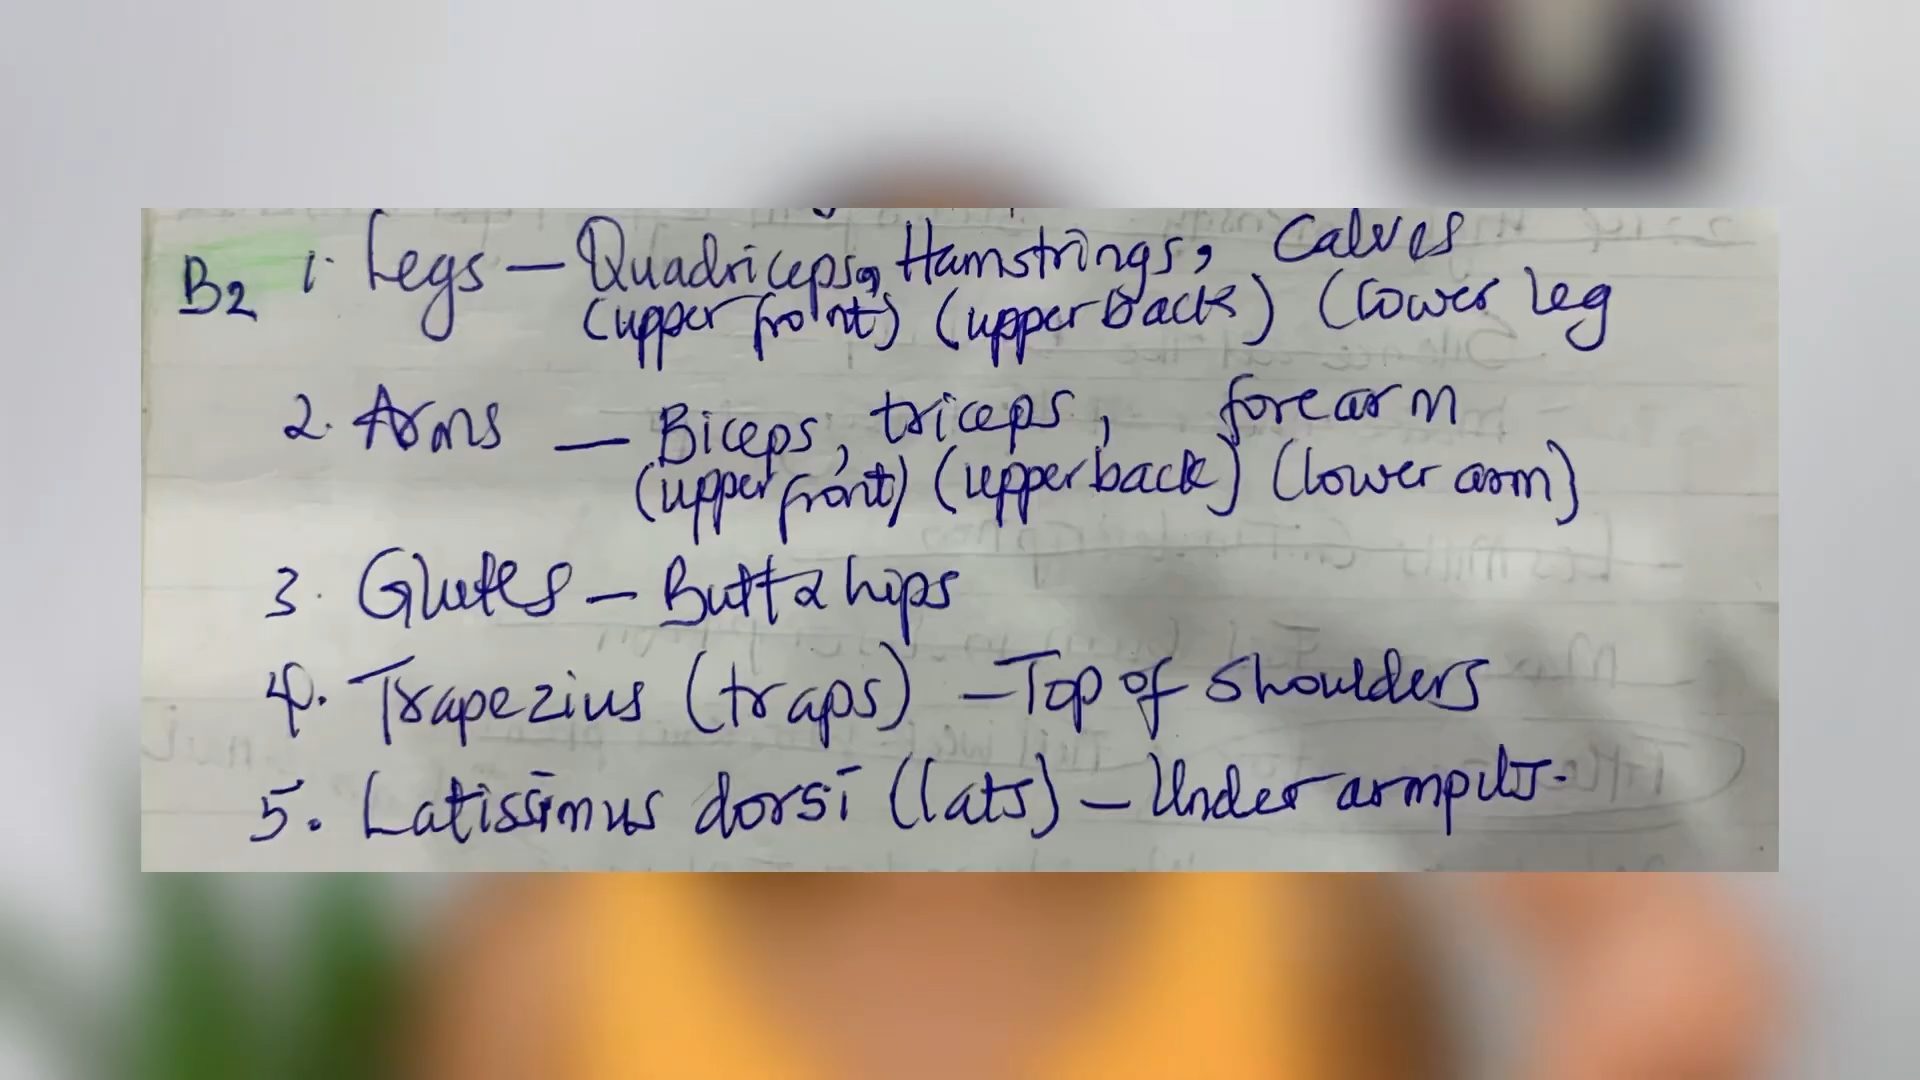 B2 1. Legs — Quadriceps, Hamstrings, Calves
(upper front) (upper back) (lower leg
2. Arms — Biceps, triceps, forearm
(upper front) (upper back) (lower arm)
3. Glutes — Butt & hips
4. Trapezius (traps) — Top of shoulders
5. Latissimus dorsi (lats) — Under armpits.